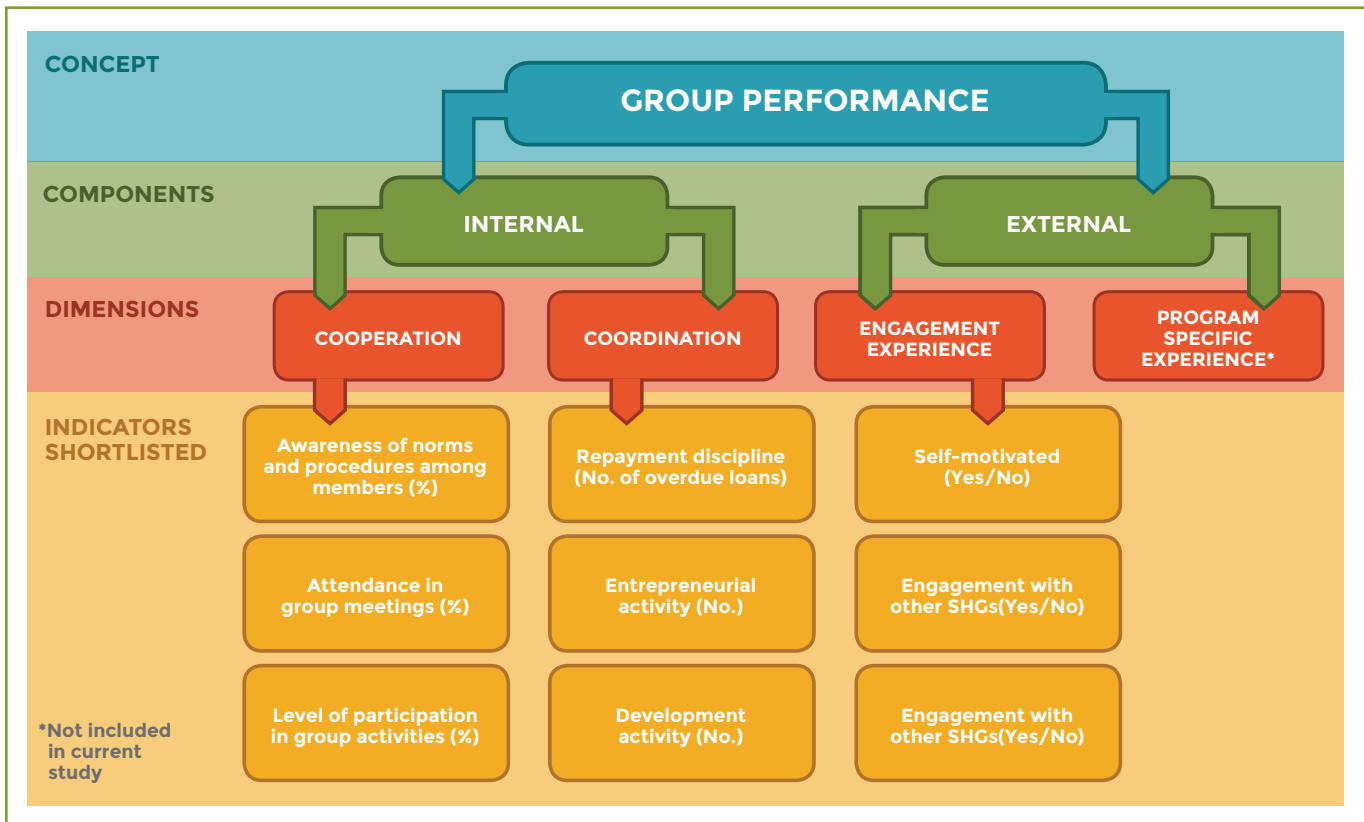 CONCEPT
GROUP PERFORMANCE
COMPONENTS
INTERNAL
EXTERNAL
DIMENSIONS
COOPERATION
COORDINATION
ENGAGEMENT
EXPERIENCE
PROGRAM
SPECIFIC
EXPERIENCE*
INDICATORS
SHORTLISTED
Awareness of norms
and procedures among
members (%)
Repayment discipline
(No. of overdue loans)
Self-motivated
(Yes/No)
Attendance in
group meetings (%)
Entrepreneurial
activity (No.)
Engagement with
other SHGs(Yes/No)
Level of participation
in group activities (%)
Development
activity (No.)
Engagement with
other SHGs(Yes/No)
*Not included
in current
study